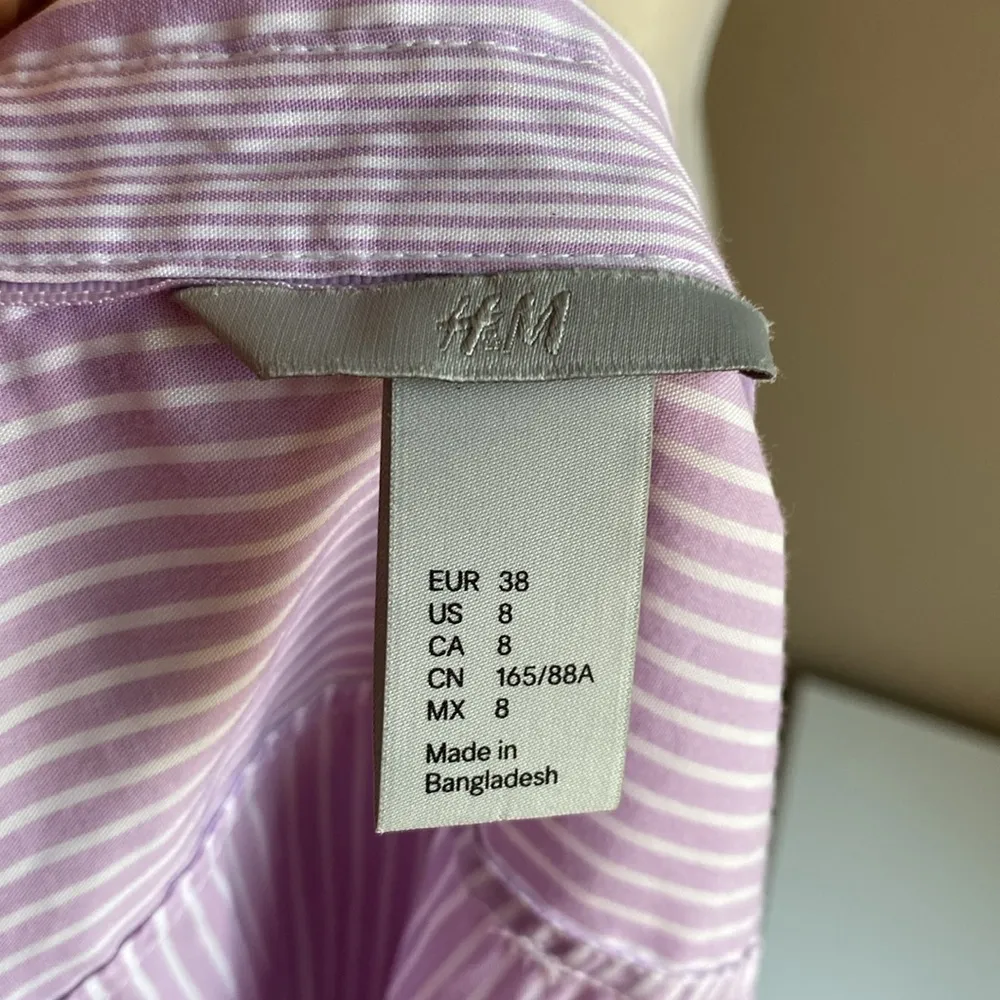 H&M
EUR 38
US 8
CA 8
CN 165/88A
MX 8
Made in
Bangladesh